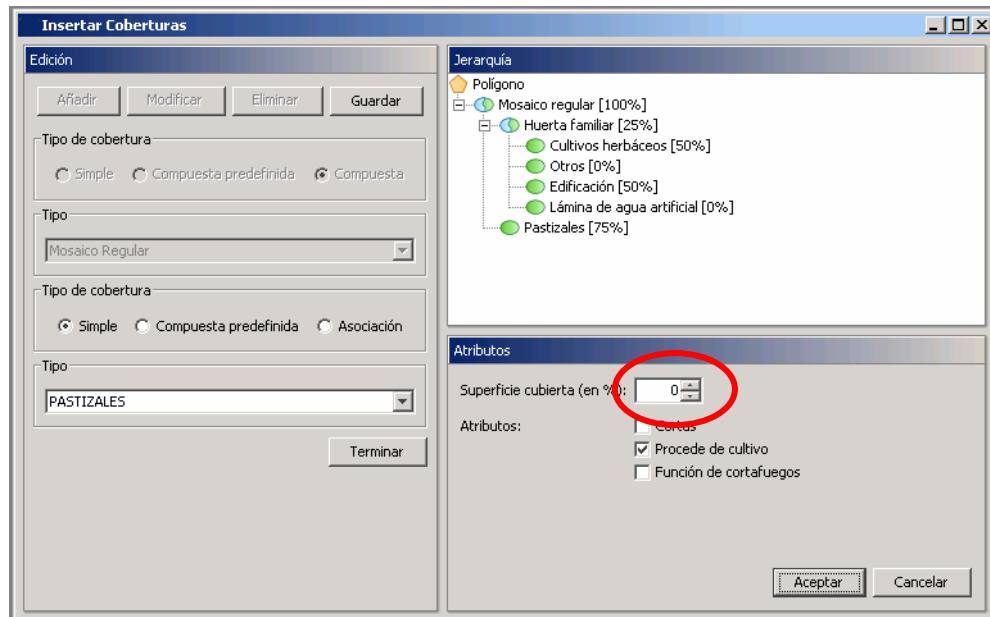 Insertar Coberturas
Edición
Añadir Modificar Eliminar Guardar
Tipo de cobertura
Simple Compuesta predefinida Compuesta
Tipo
Mosaico Regular
Tipo de cobertura
Simple Compuesta predefinida Asociación
Tipo
PASTIZALES
Terminar
Jerarquía
Polígono
Mosaico regular [100%]
Huerta familiar [25%]
Cultivos herbáceos [50%]
Otros [0%]
Edificación [50%]
Lámina de agua artificial [0%]
Pastizales [75%]
Atributos
Superficie cubierta (en %): 0
Atributos: Cortas
Procede de cultivo
Función de cortafuegos
Aceptar Cancelar